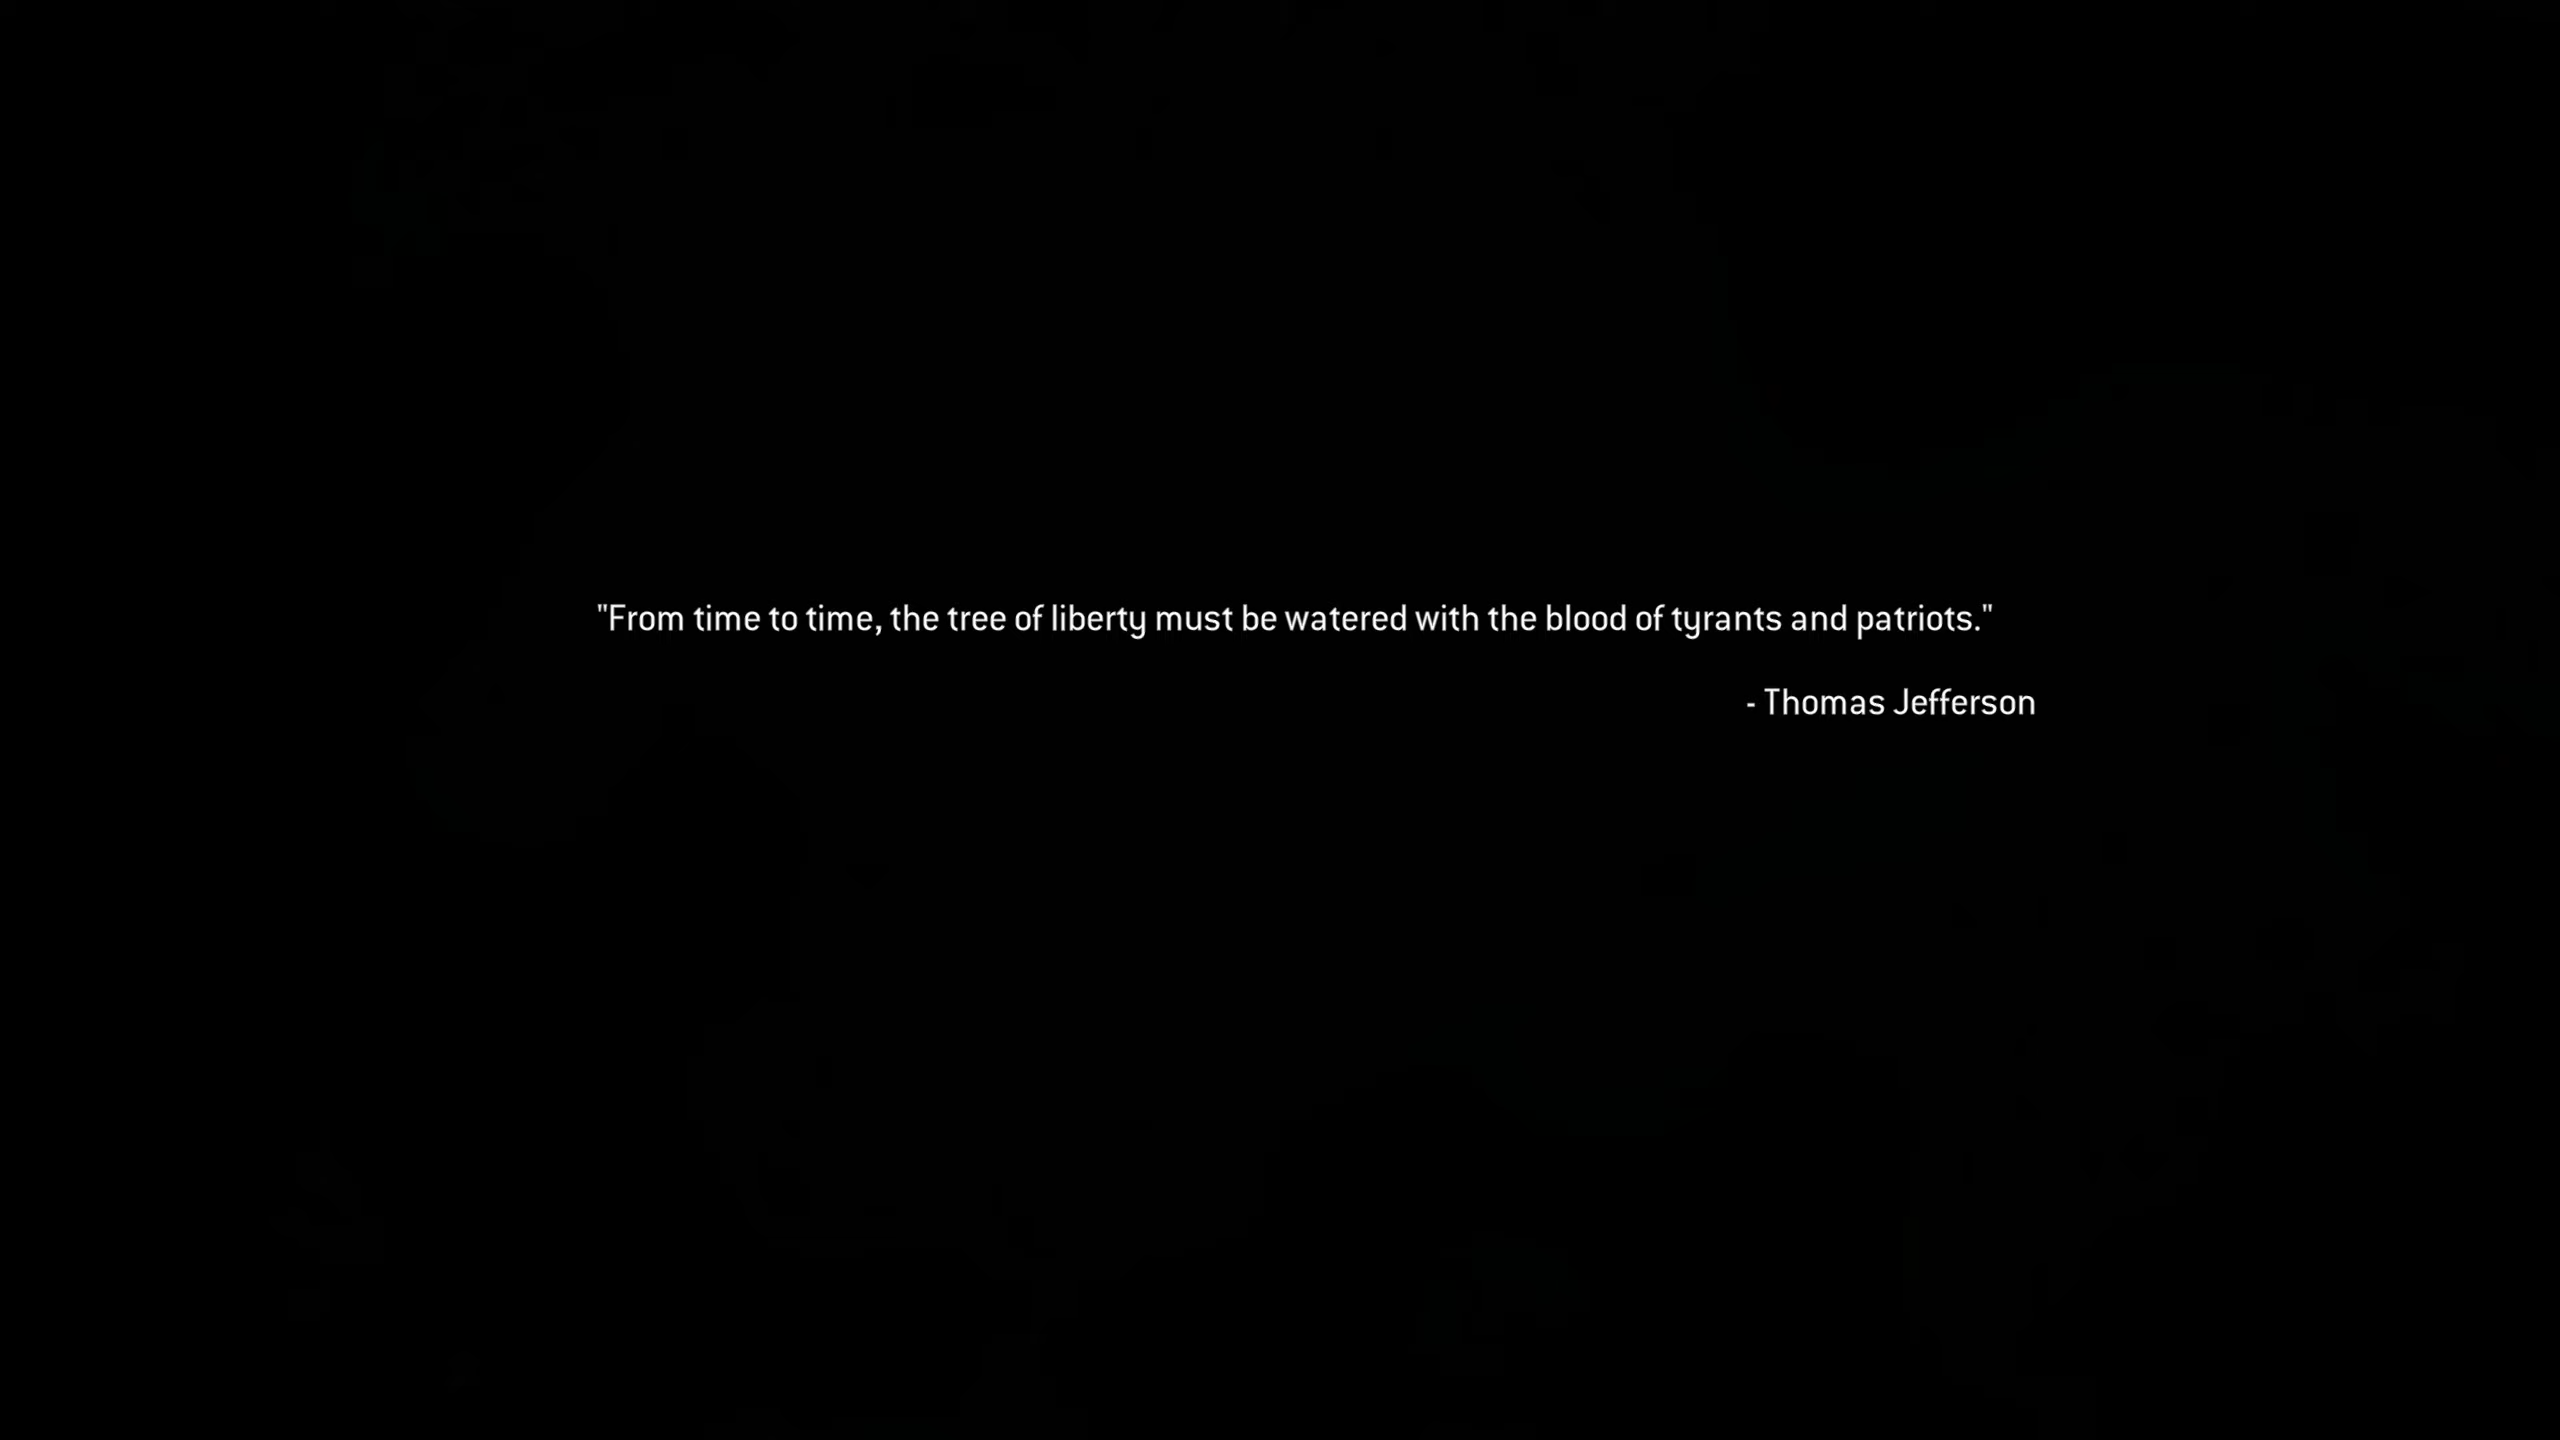 "From time to time, the tree of liberty must be watered with the blood of tyrants and patriots."
- Thomas Jefferson